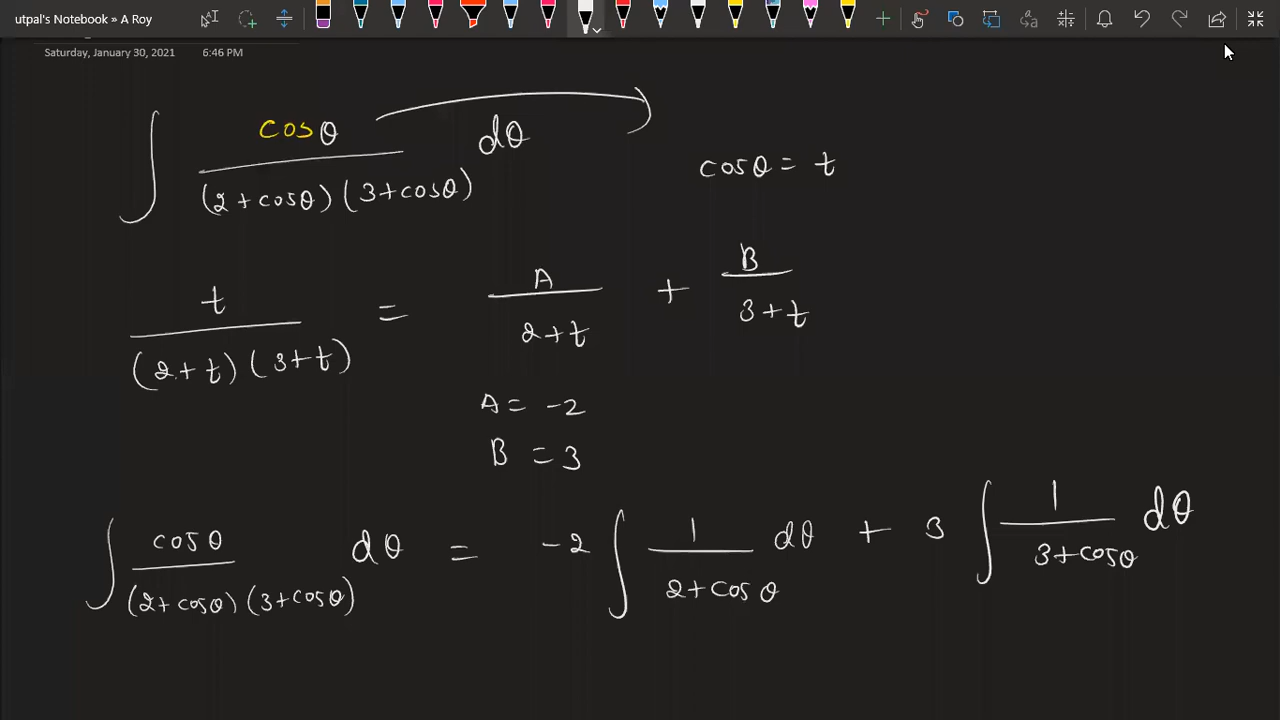 utpal's Notebook » A Roy
Saturday, January 30, 2021 6:46 PM
∫ cosθ / (2+cosθ)(3+cosθ) dθ
cosθ = t
t / (2+t)(3+t) = A / 2+t + B / 3+t
A = -2
B = 3
∫ cosθ / (2+cosθ)(3+cosθ) dθ = -2 ∫ 1 / 2+cosθ dθ + 3 ∫ 1 / 3+cosθ dθ